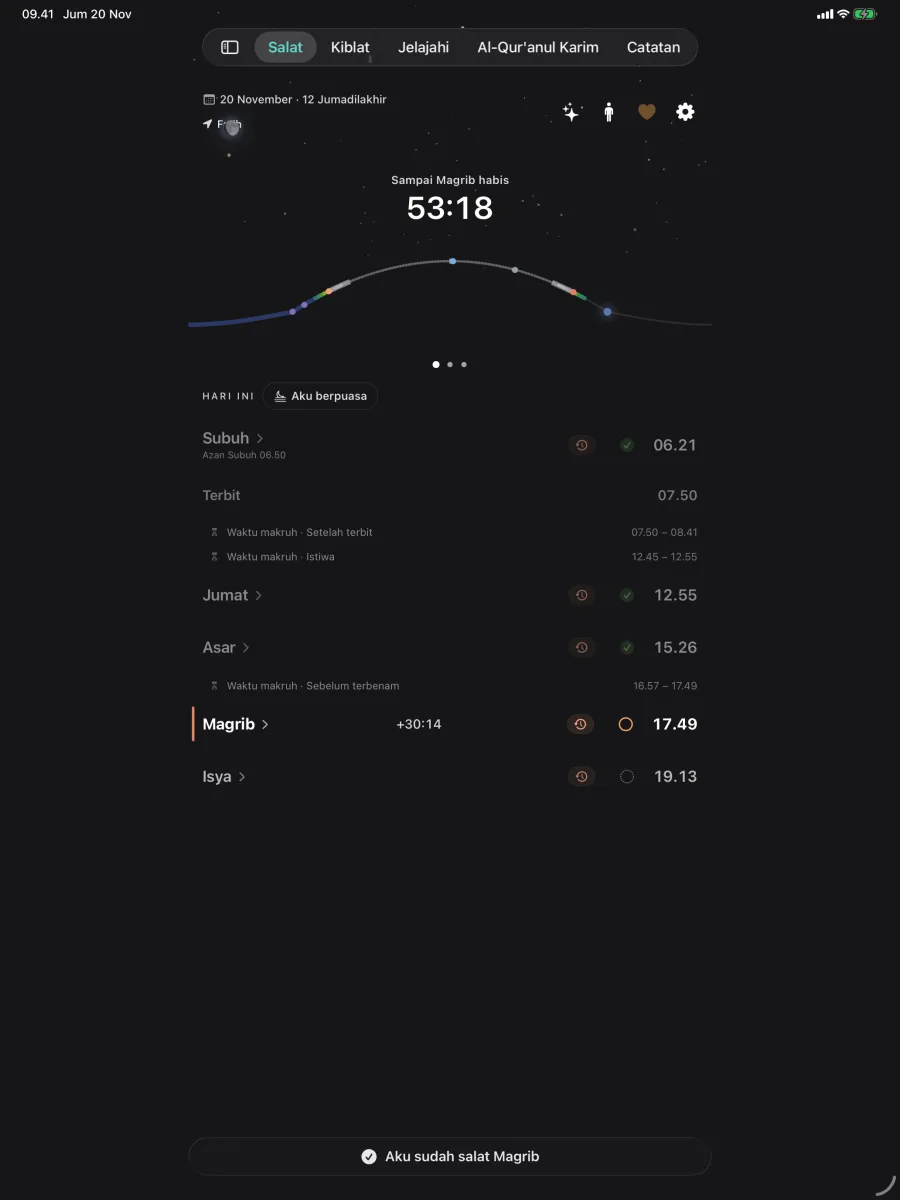 09.41 Jum 20 Nov
Salat Kiblat Jelajahi Al-Qur'anul Karim Catatan
20 November · 12 Jumadilakhir
Sampai Magrib habis
53:18
HARI INI Aku berpuasa
Subuh 06.21
Azan Subuh 06.50
Terbit 07.50
Waktu makruh · Setelah terbit 07.50 – 08.41
Waktu makruh · Istiwa 12.45 – 12.55
Jumat 12.55
Asar 15.26
Waktu makruh · Sebelum terbenam 16.57 – 17.49
Magrib +30:14 17.49
Isya 19.13
Aku sudah salat Magrib